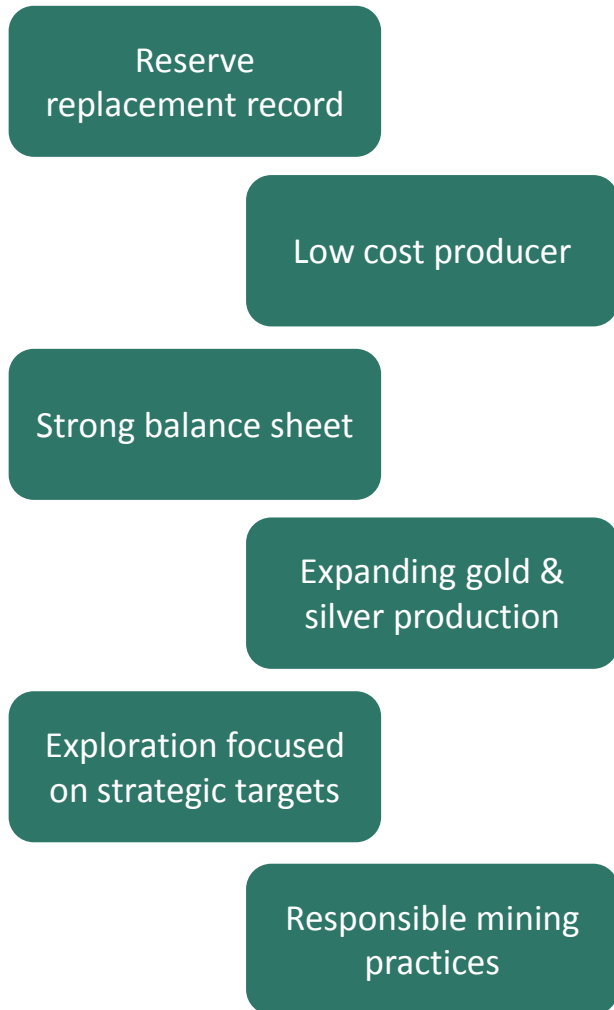 Reserve
replacement record
Low cost producer
Strong balance sheet
Expanding gold &
silver production
Exploration focused
on strategic targets
Responsible mining
practices